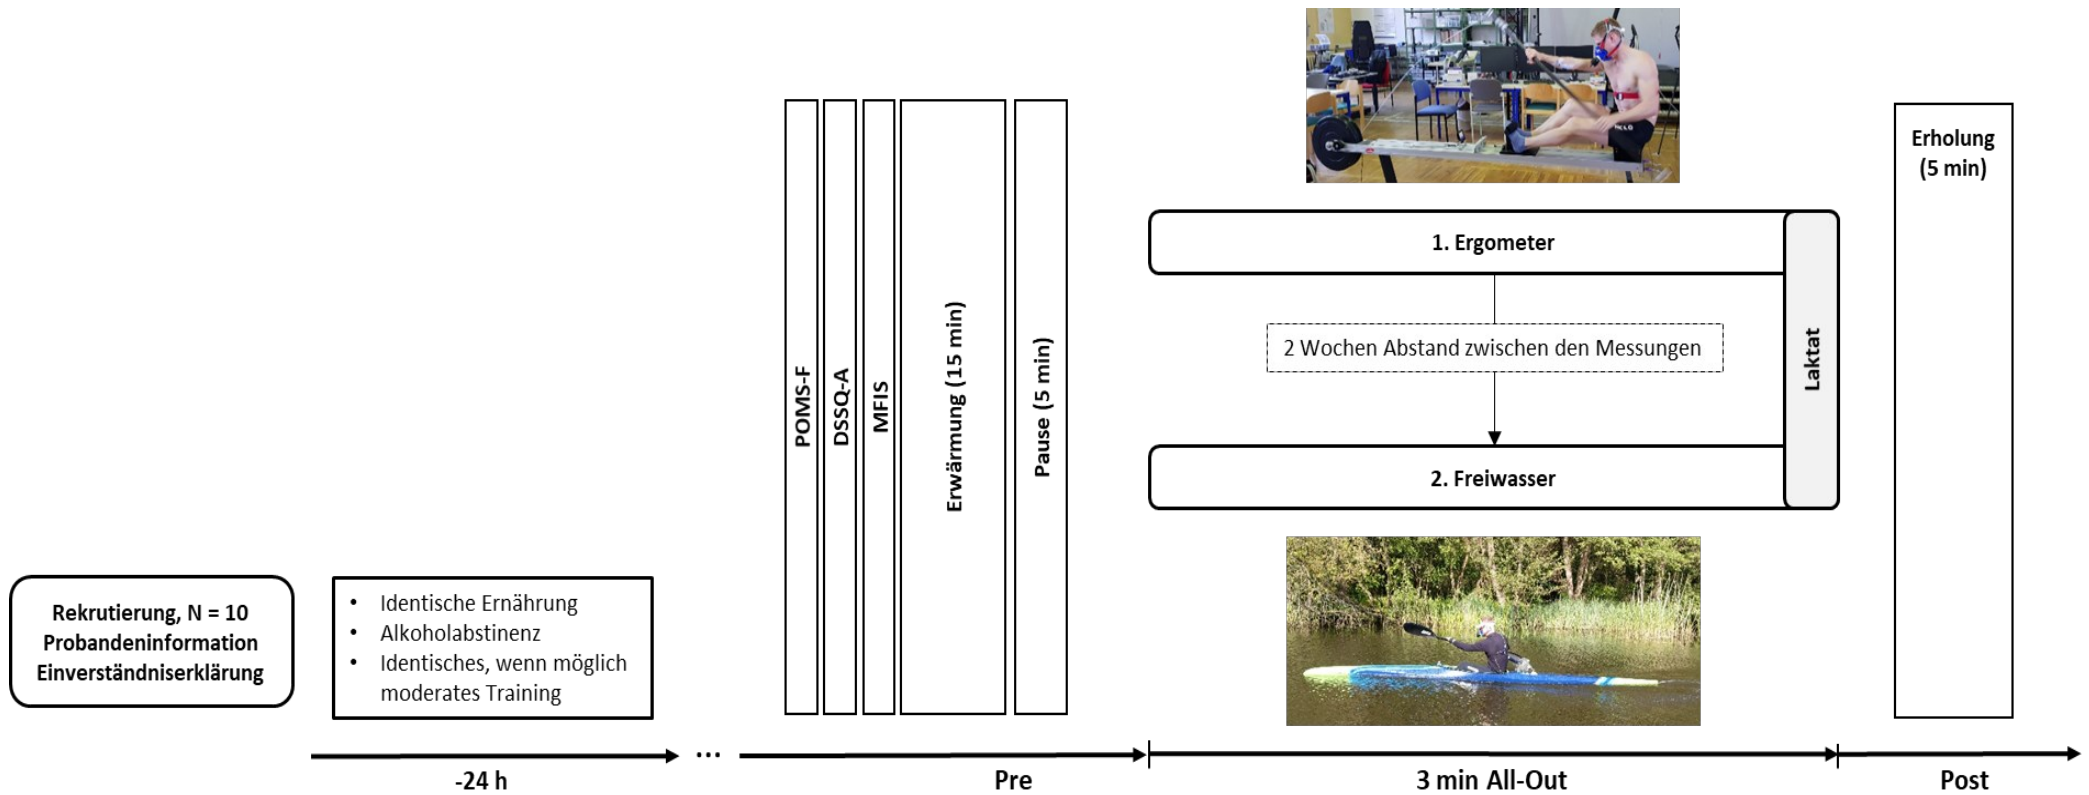 Rekrutierung, N = 10
Probandeninformation
Einverständniserklärung
• Identische Ernährung
• Alkoholabstinenz
• Identisches, wenn möglich
moderates Training
-24 h
...
POMS-F
DSSQ-A
MFIS
Erwärmung (15 min)
Pause (5 min)
Pre
1. Ergometer
2 Wochen Abstand zwischen den Messungen
2. Freiwasser
Laktat
3 min All-Out
Erholung
(5 min)
Post